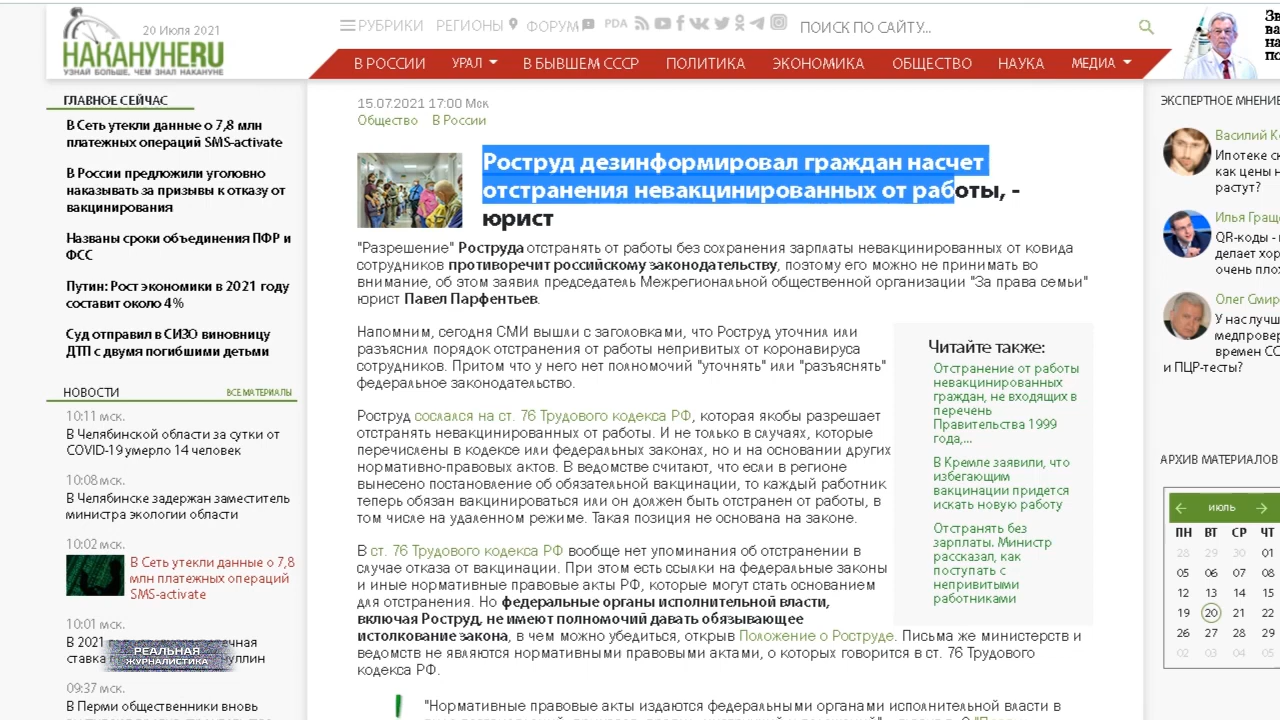 20 Июля 2021
НАКАНУНЕ.RU
УЗНАЙ БОЛЬШЕ, ЧЕМ ЗНАЛ НАКАНУНЕ
РУБРИКИ РЕГИОНЫ ФОРУМ PDA ПОИСК ПО САЙТУ...
В РОССИИ УРАЛ В БЫВШЕМ СССР ПОЛИТИКА ЭКОНОМИКА ОБЩЕСТВО НАУКА МЕДИА
Зв
ва
на
по
ГЛАВНОЕ СЕЙЧАС
В Сеть утекли данные о 7,8 млн
платежных операций SMS-activate
В России предложили уголовно
наказывать за призывы к отказу от
вакцинирования
Названы сроки объединения ПФР и
ФСС
Путин: Рост экономики в 2021 году
составит около 4%
Суд отправил в СИЗО виновницу
ДТП с двумя погибшими детьми
НОВОСТИ ВСЕ МАТЕРИАЛЫ
10:11 мск.
В Челябинской области за сутки от
COVID-19 умерло 14 человек
10:08 мск.
В Челябинске задержан заместитель
министра экологии области
10:02 мск.
В Сеть утекли данные о 7,8
млн платежных операций
SMS-activate
10:01 мск.
В 2021
ставка
РЕАЛЬНАЯ
ЖУРНАЛИСТИКА
09:37 мск.
В Перми общественники вновь
15.07.2021 17:00 Мск
Общество В России
Роструд дезинформировал граждан насчет
отстранения невакцинированных от работы, -
юрист
"Разрешение" Роструда отстранять от работы без сохранения зарплаты невакцинированных от ковида
сотрудников противоречит российскому законодательству, поэтому его можно не принимать во
внимание, об этом заявил председатель Межрегиональной общественной организации "За права семьи"
юрист Павел Парфентьев.
Напомним, сегодня СМИ вышли с заголовками, что Роструд уточнил или
разъяснил порядок отстранения от работы непривитых от коронавируса
сотрудников. Притом что у него нет полномочий "уточнять" или "разъяснять"
федеральное законодательство.
Роструд сослался на ст. 76 Трудового кодекса РФ, которая якобы разрешает
отстранять невакцинированных от работы. И не только в случаях, которые
перечислены в кодексе или федеральных законах, но и на основании других
нормативно-правовых актов. В ведомстве считают, что если в регионе
вынесено постановление об обязательной вакцинации, то каждый работник
теперь обязан вакцинироваться или он должен быть отстранен от работы, в
том числе на удаленном режиме. Такая позиция не основана на законе.
В ст. 76 Трудового кодекса РФ вообще нет упоминания об отстранении в
случае отказа от вакцинации. При этом есть ссылки на федеральные законы
и иные нормативные правовые акты РФ, которые могут стать основанием
для отстранения. Но федеральные органы исполнительной власти,
включая Роструд, не имеют полномочий давать обязывающее
истолкование закона, в чем можно убедиться, открыв Положение о Роструде. Письма же министерств и
ведомств не являются нормативными правовыми актами, о которых говорится в ст. 76 Трудового
кодекса РФ.
! "Нормативные правовые акты издаются федеральными органами исполнительной власти в
Читайте также:
Отстранение от работы
невакцинированных
граждан, не входящих в
перечень
Правительства 1999
года,...
В Кремле заявили, что
избегающим
вакцинации придется
искать новую работу
Отстранять без
зарплаты. Министр
рассказал, как
поступать с
непривитыми
работниками
ЭКСПЕРТНОЕ МНЕНИЕ
Василий К
Ипотеке ск
как цены н
растут?
Илья Гращ
QR-коды -
делает хор
очень пло
Олег Смир
У нас лучш
медпровер
времен СС
и ПЦР-тесты?
АРХИВ МАТЕРИАЛОВ
июль
ПН ВТ СР ЧТ
28 29 30 01
05 06 07 08
12 13 14 15
19 20 21 22
26 27 28 29
02 03 04 05